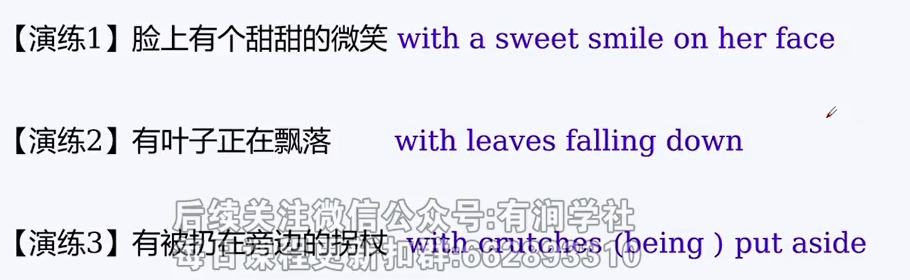 【演练1】脸上有个甜甜的微笑 with a sweet smile on her face
【演练2】有叶子正在飘落 with leaves falling down
后续关注微信公众号:有润学社
【演练3】有被扔在旁边的拐杖 with crutches (being ) put aside
每日课程更新扣群:662893310